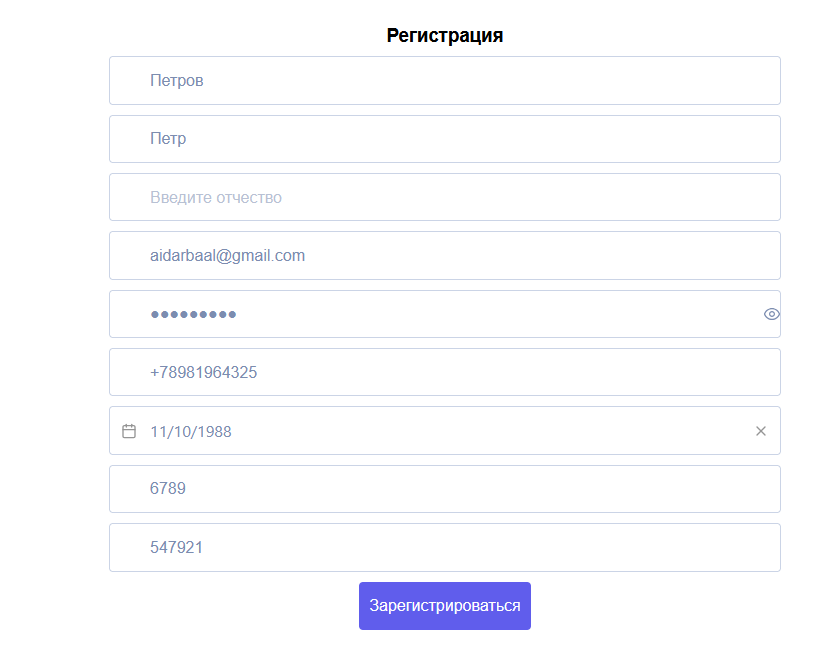 Регистрация
Петров
Петр
Введите отчество
aidarbaal@gmail.com
●●●●●●●●●
+78981964325
11/10/1988
6789
547921
Зарегистрироваться